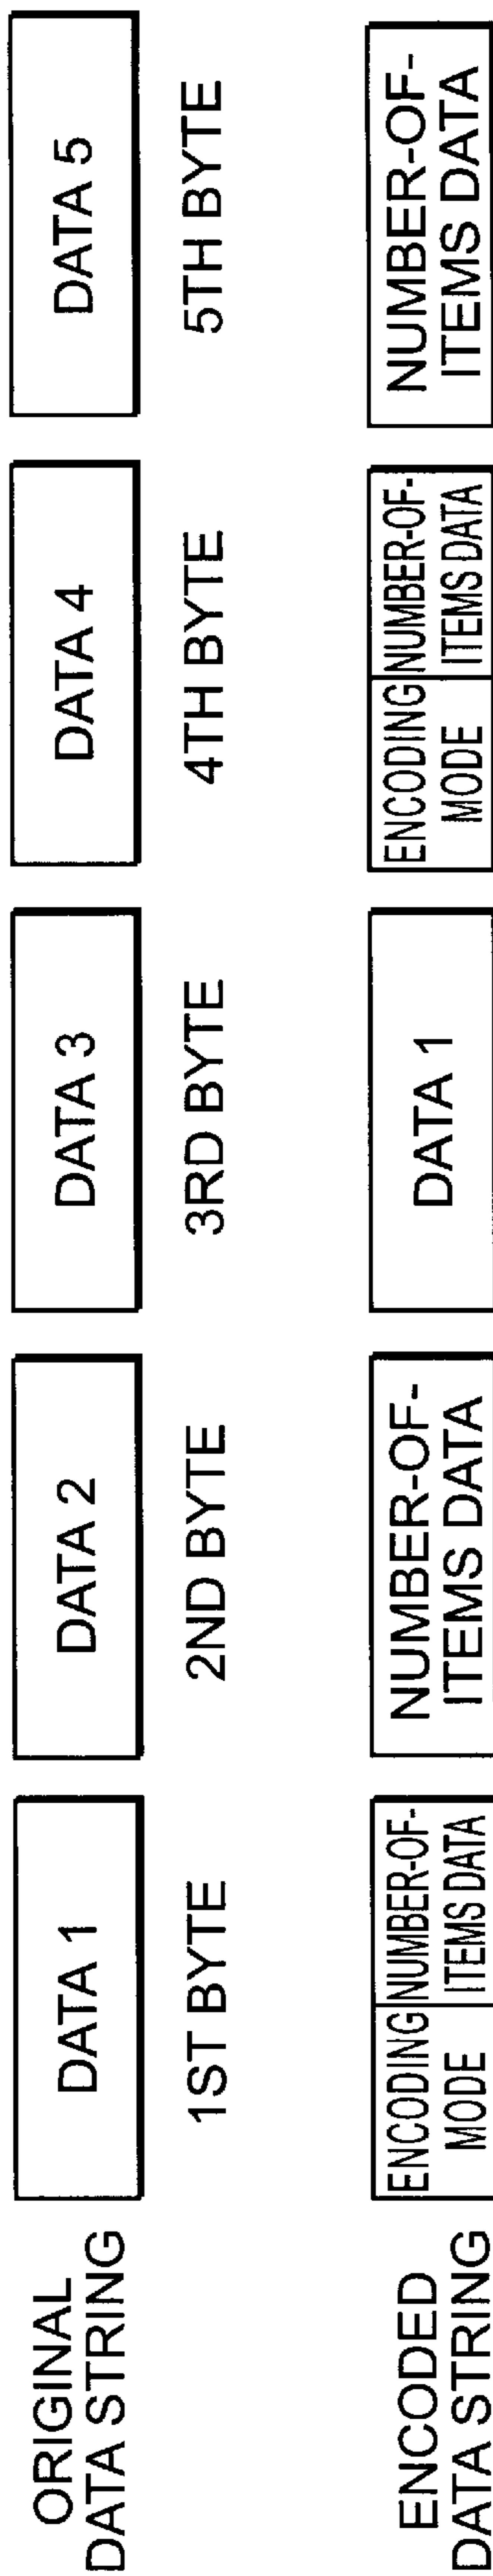 ORIGINAL
DATA STRING
DATA 1
DATA 2
DATA 3
DATA 4
DATA 5
1ST BYTE
2ND BYTE
3RD BYTE
4TH BYTE
5TH BYTE
ENCODED
DATA STRING
ENCODING
MODE
NUMBER-OF-
ITEMS DATA
NUMBER-OF-
ITEMS DATA
DATA 1
ENCODING
MODE
NUMBER-OF-
ITEMS DATA
NUMBER-OF-
ITEMS DATA